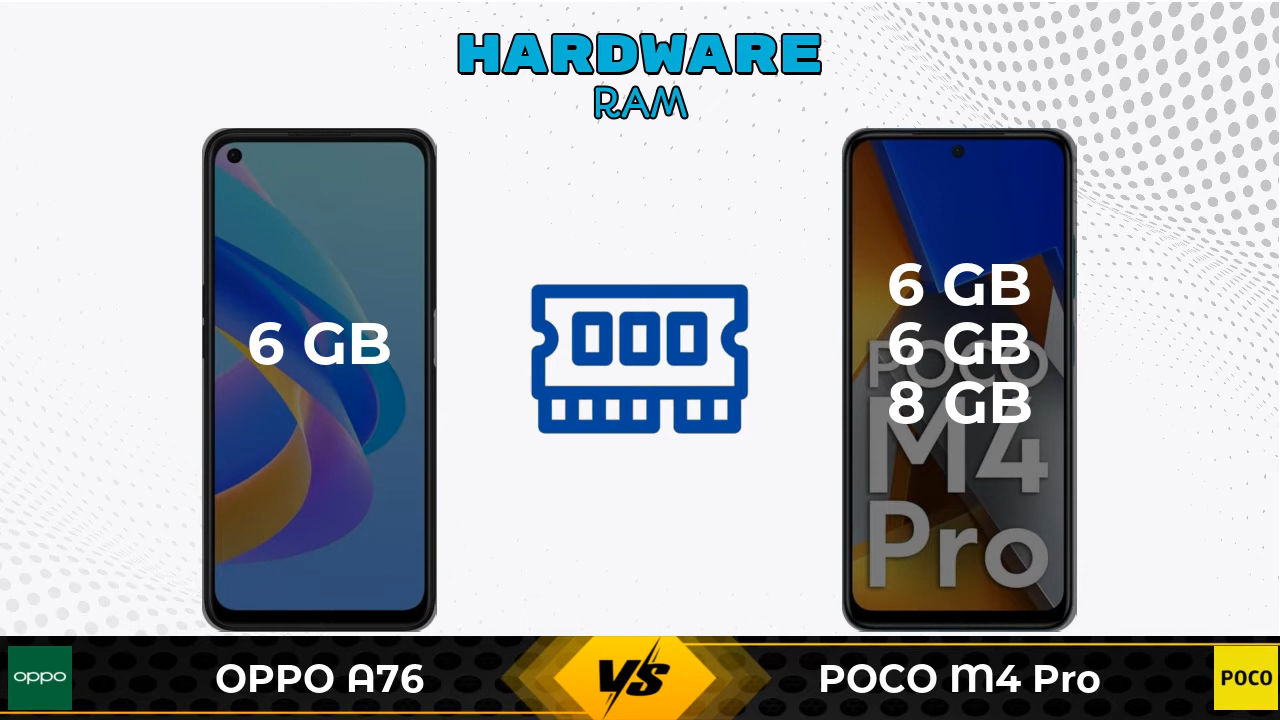 HARDWARE
RAM
6 GB
6 GB
6 GB
8 GB
POCO
M4
Pro
oppo
OPPO A76
VS
POCO M4 Pro
POCO